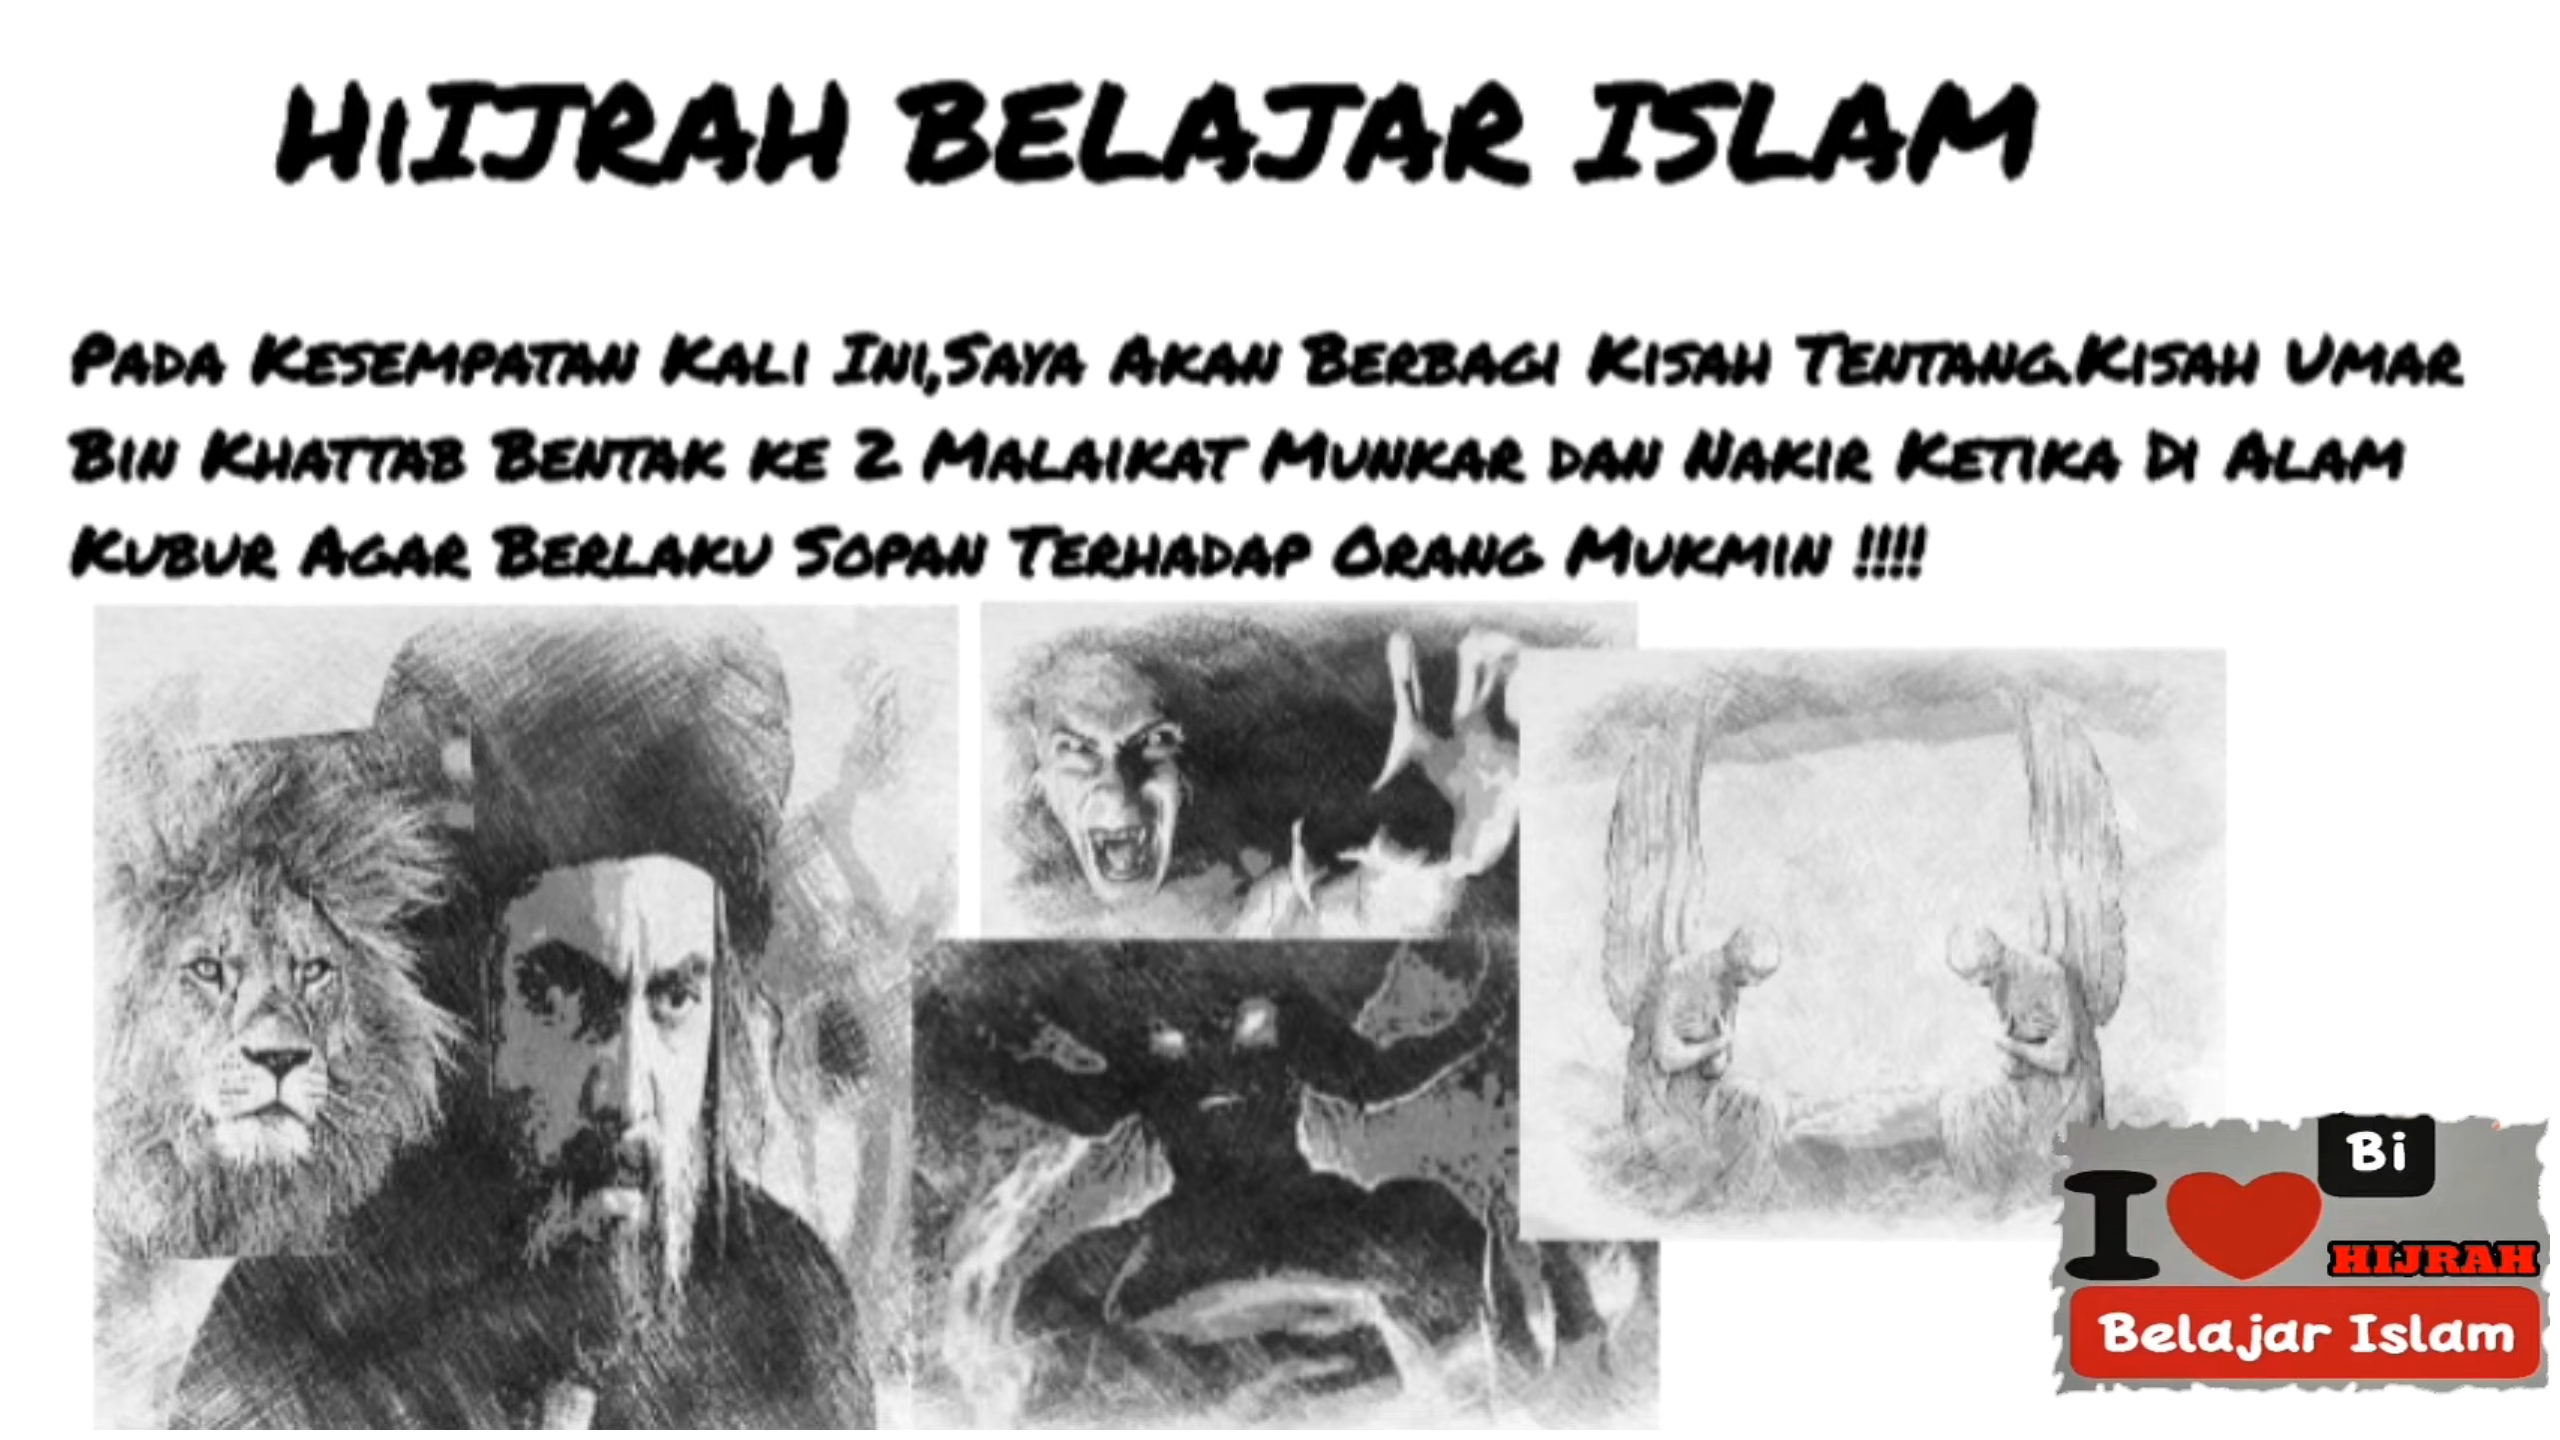 HiIJRAH BELAJAR ISLAM
PADA KESEMPATAN KALI INI,SAYA AKAN BERBAGI KISAH TENTANG.KISAH UMAR
BIN KHATTAB BENTAK KE 2 MALAIKAT MUNKAR DAN NAKIR KETIKA DI ALAM
KUBUR AGAR BERLAKU SOPAN TERHADAP ORANG MUKMIN !!!!
Bi
I
HIJRAH
Belajar Islam